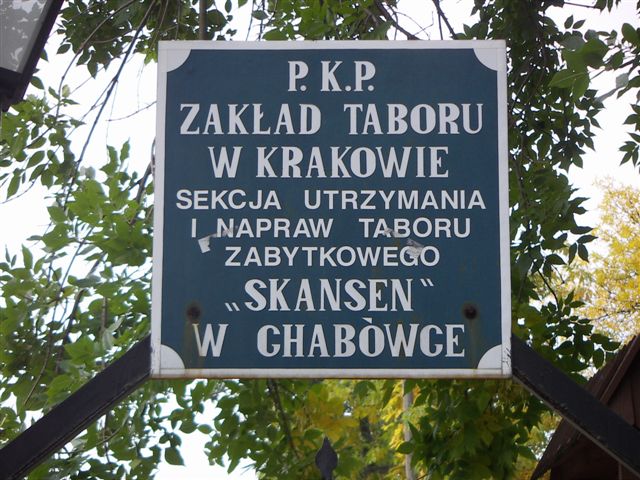 P.K.P.
ZAKŁAD TABORU
W KRAKOWIE
SEKCJA UTRZYMANIA
I NAPRAW TABORU
ZABYTKOWEGO
„SKANSEN"
W CHABÒWCE